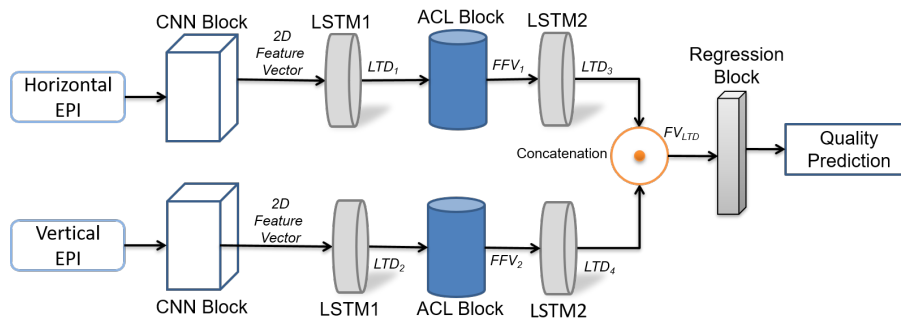 CNN Block
2D
Feature
Vector
LSTM1
LTD1
ACL Block
FFV1
LSTM2
LTD3
Horizontal
EPI
Regression
Block
Concatenation
FVLTD
Quality
Prediction
Vertical
EPI
CNN Block
2D
Feature
Vector
LSTM1
LTD2
ACL Block
FFV2
LSTM2
LTD4